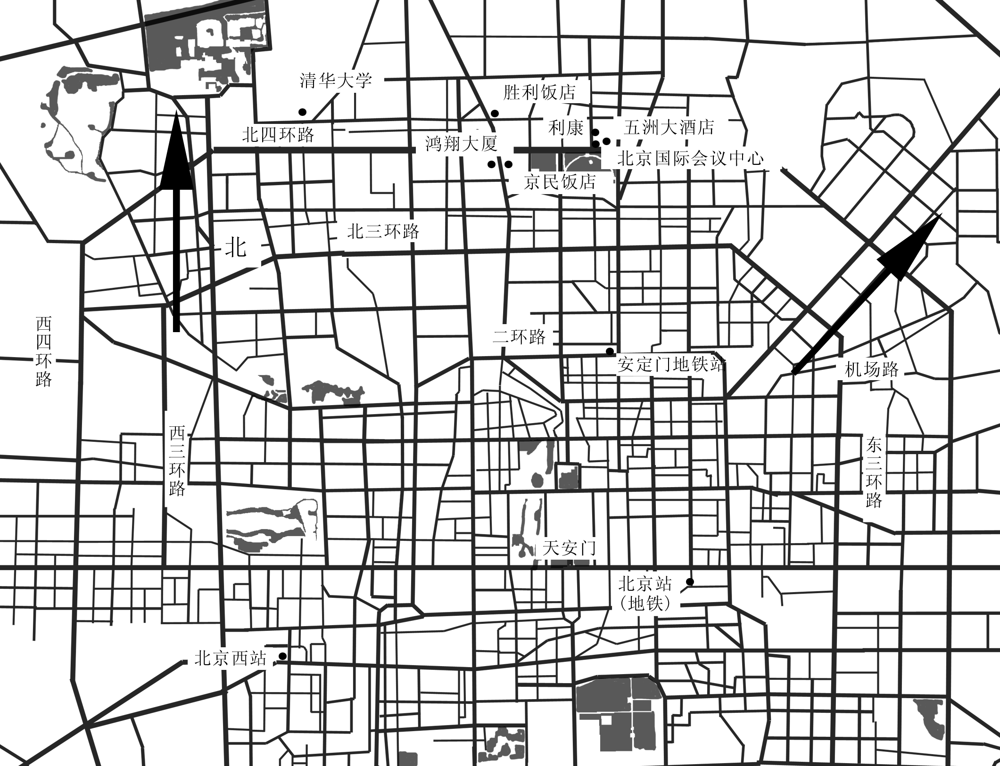 清华大学
胜利饭店
北四环路
利康
五洲大酒店
鸿翔大厦
北京国际会议中心
京民饭店
北三环路
北
西四环路
二环路
安定门地铁站
机场路
西三环路
东三环路
天安门
北京站
（地铁）
北京西站